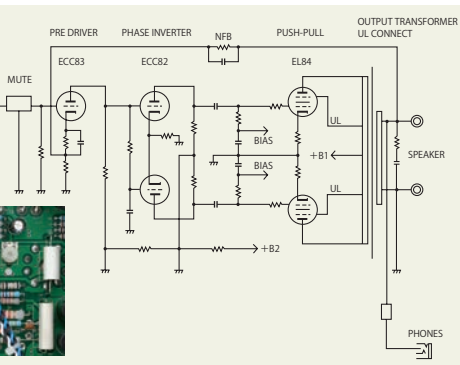 PRE DRIVER
PHASE INVERTER
NFB
PUSH-PULL
OUTPUT TRANSFORMER
UL CONNECT
ECC83
ECC82
EL84
MUTE
UL
BIAS
+B1
SPEAKER
BIAS
UL
+B2
PHONES